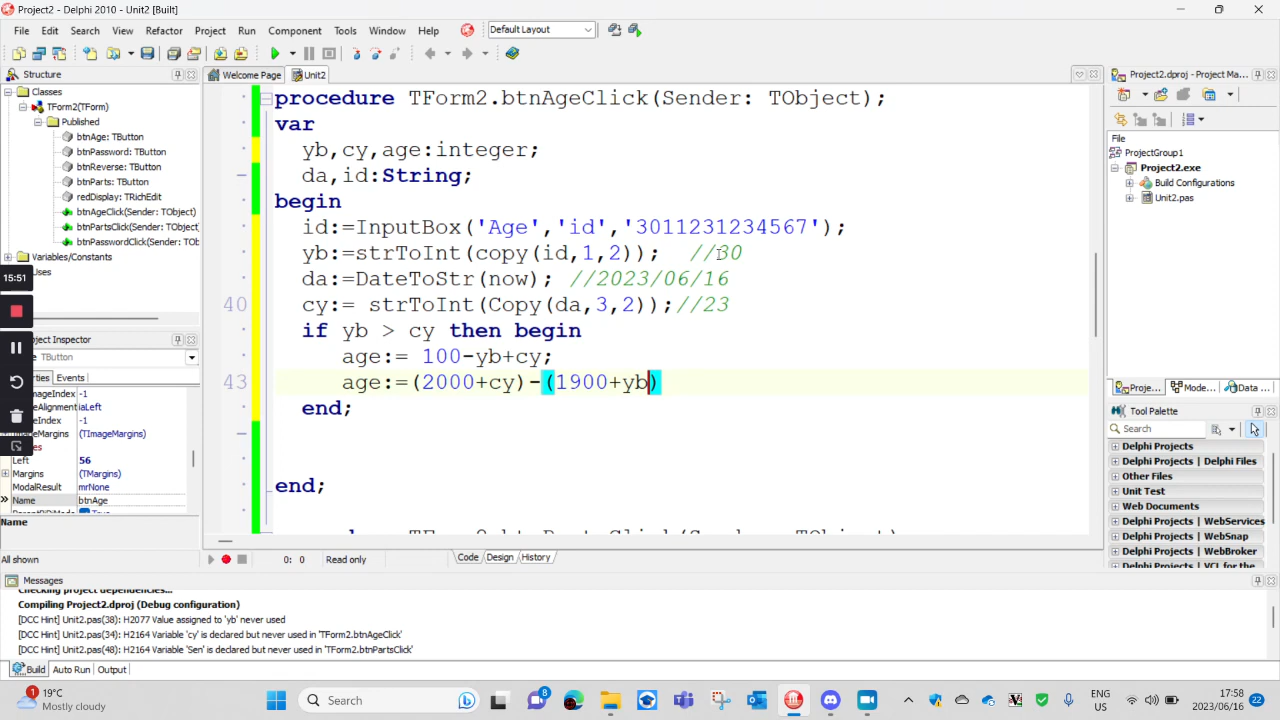 Project2 - Delphi 2010 - Unit2 [Built]
File Edit Search View Refactor Project Run Component Tools Window Help Default Layout
Structure
Welcome Page Unit2
Project2.dproj - Project Ma...
Classes
TForm2(TForm)
Published
btnAge: TButton
btnPassword: TButton
btnReverse: TButton
btnParts: TButton
redDisplay: TRichEdit
btnAgeClick(Sender: TObject)
btnPartsClick(Sender: TObject)
btnPasswordClick(Sender: TOb
Variables/Constants
Uses
15:51
Object Inspector
TButton
Events
ImageIndex -1
ImageMargins (TImageMargins)
Left 56
Margins (TMargins)
ModalResult mrNone
Name btnAge
True
Name
All shown
procedure TForm2.btnAgeClick(Sender: TObject);
var
yb,cy,age:integer;
da,id:String;
begin
id:=InputBox('Age','id','3011231234567');
yb:=strToInt(copy(id,1,2)); //30
da:=DateToStr(now); //2023/06/16
40 cy:= strToInt(Copy(da,3,2));//23
if yb > cy then begin
age:= 100-yb+cy;
43 age:=(2000+cy)-(1900+yb)
end;
end;
0: 0 Read only Code Design History
File
ProjectGroup1
Project2.exe
Build Configurations
Unit2.pas
Proje... Mode... Data ...
Tool Palette
Search
Delphi Projects
Delphi Projects | Delphi Files
Other Files
Unit Test
Web Documents
Delphi Projects | WebServices
Delphi Projects | WebSnap
Delphi Projects | WebBroker
Messages
Checking project dependencies...
Compiling Project2.dproj (Debug configuration)
[DCC Hint] Unit2.pas(38): H2077 Value assigned to 'yb' never used
[DCC Hint] Unit2.pas(34): H2164 Variable 'cy' is declared but never used in 'TForm2.btnAgeClick'
[DCC Hint] Unit2.pas(48): H2164 Variable 'Sen' is declared but never used in 'TForm2.btnPartsClick'
Build Auto Run Output
1 19°C
Mostly cloudy
Search
8
ENG
US
17:58
2023/06/16
22